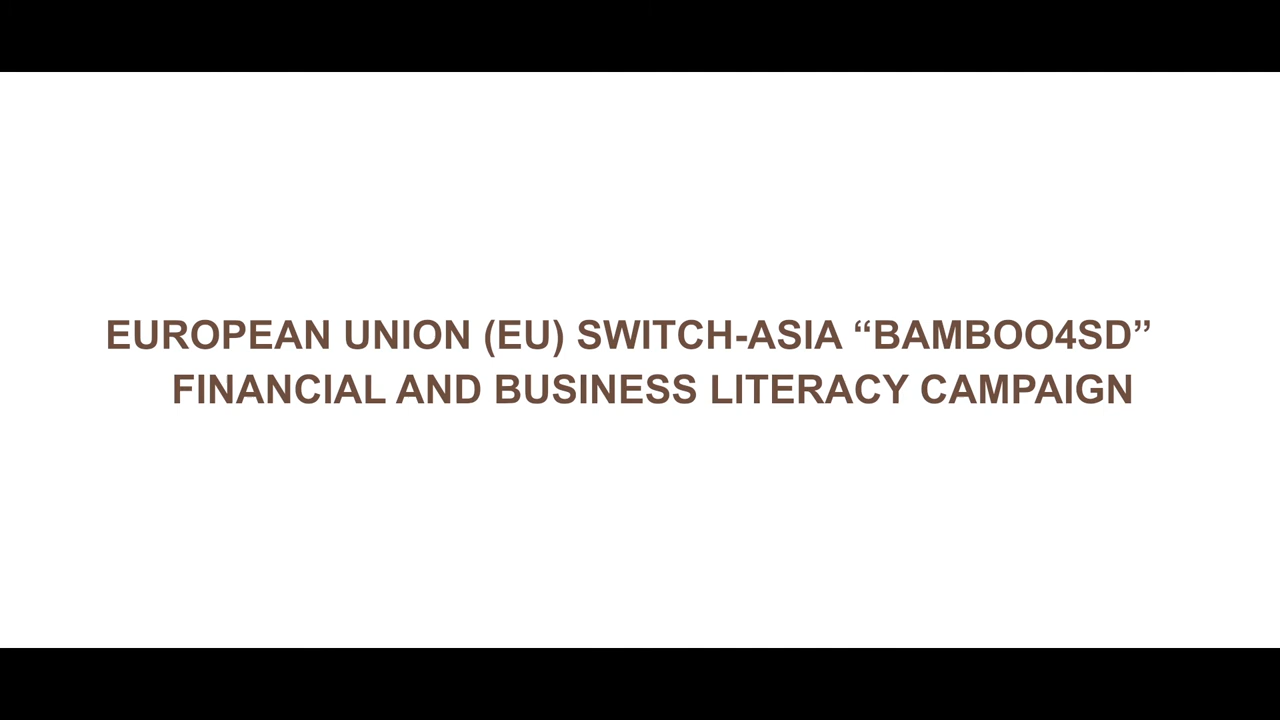 EUROPEAN UNION (EU) SWITCH-ASIA “BAMBOO4SD”
FINANCIAL AND BUSINESS LITERACY CAMPAIGN